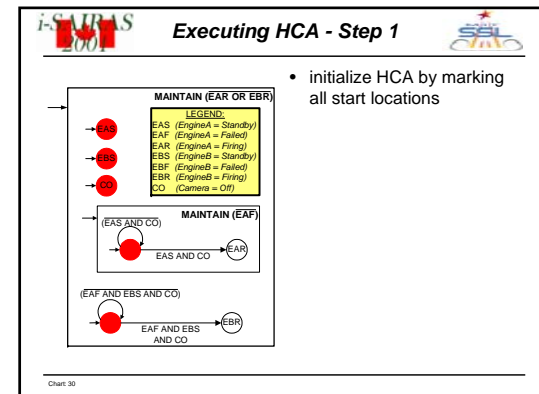 i-SAIRAS
2001
Executing HCA - Step 1
SSL
• initialize HCA by marking
all start locations
MAINTAIN (EAR OR EBR)
LEGEND:
EAS (EngineA = Standby)
EAF (EngineA = Failed)
EAR (EngineA = Firing)
EBS (EngineB = Standby)
EBF (EngineB = Failed)
EBR (EngineB = Firing)
CO (Camera = Off)
EAS
EBS
CO
MAINTAIN (EAF)
(EAS AND CO)
EAR
EAS AND CO
(EAF AND EBS AND CO)
EBR
EAF AND EBS
AND CO
Chart: 30